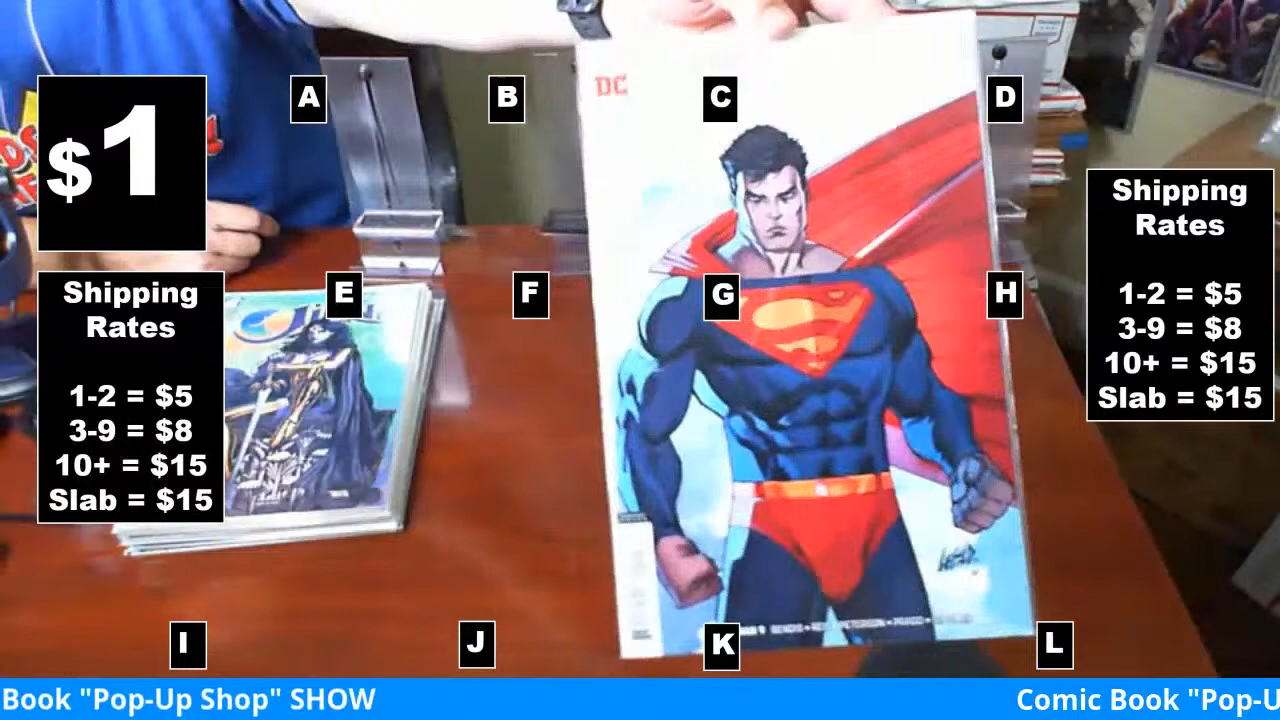 A
B
C
D
DC
$1
Shipping
Rates
1-2 = $5
3-9 = $8
10+ = $15
Slab = $15
Shipping
Rates
1-2 = $5
3-9 = $8
10+ = $15
Slab = $15
E
F
G
H
I
J
K
L
Book "Pop-Up Shop" SHOW
Comic Book "Pop-U